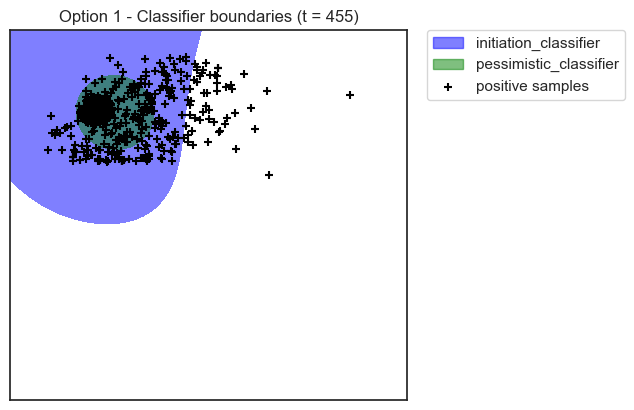 Option 1 - Classifier boundaries (t = 455)
initiation_classifier
pessimistic_classifier
positive samples